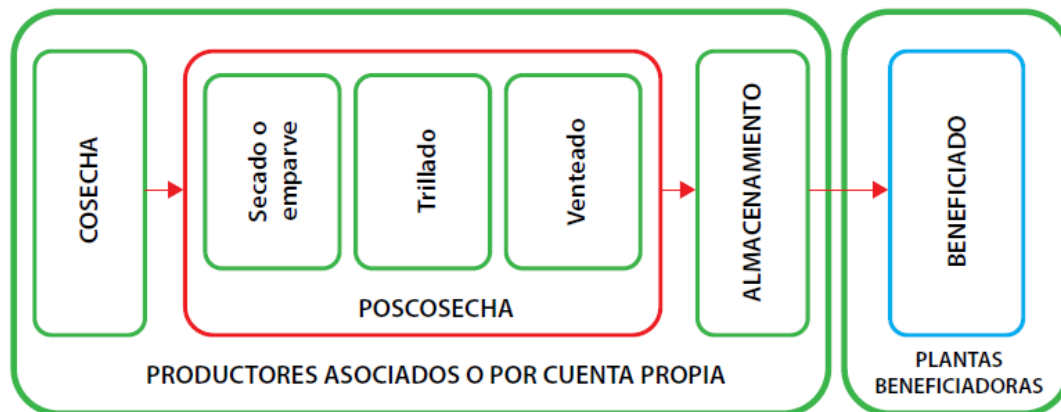 COSECHA
Secado o
emparve
Trillado
Venteado
POSCOSECHA
ALMACENAMIENTO
PRODUCTORES ASOCIADOS O POR CUENTA PROPIA
BENEFICIADO
PLANTAS
BENEFICIADORAS